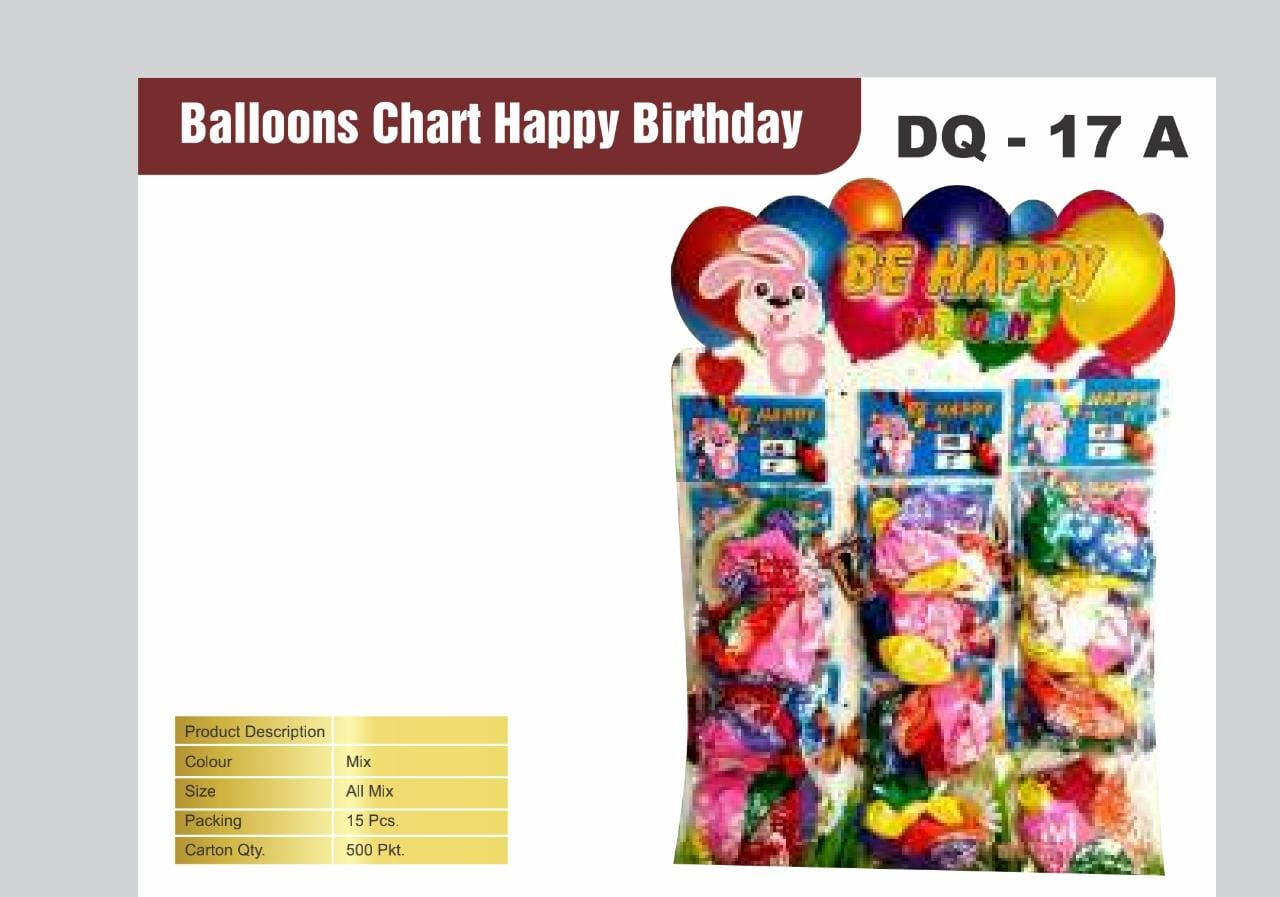 Balloons Chart Happy Birthday
DQ - 17 A
BE HAPPY
BALLOONS
BE HAPPY
BE HAPPY
HAPPY
Product Description
Colour Mix
Size All Mix
Packing 15 Pcs.
Carton Qty. 500 Pkt.